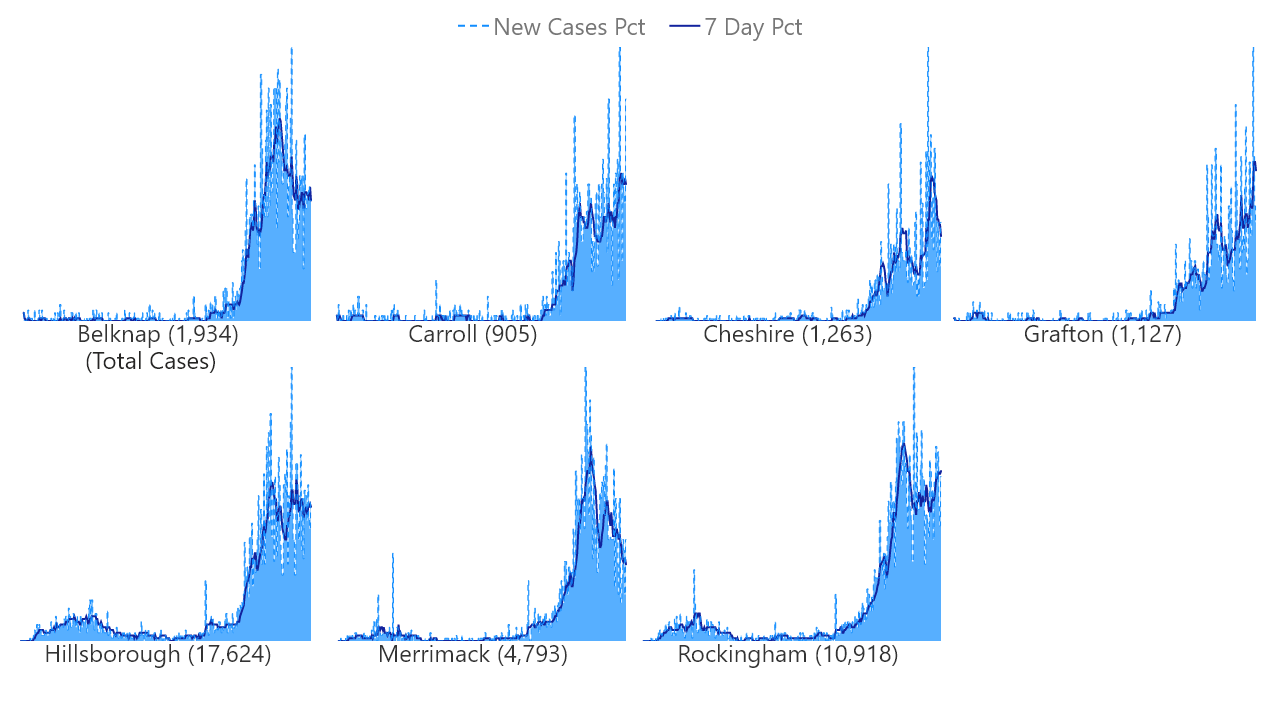 New Cases Pct 7 Day Pct
Belknap (1,934) Carroll (905) Cheshire (1,263) Grafton (1,127)
(Total Cases)
Hillsborough (17,624) Merrimack (4,793) Rockingham (10,918)